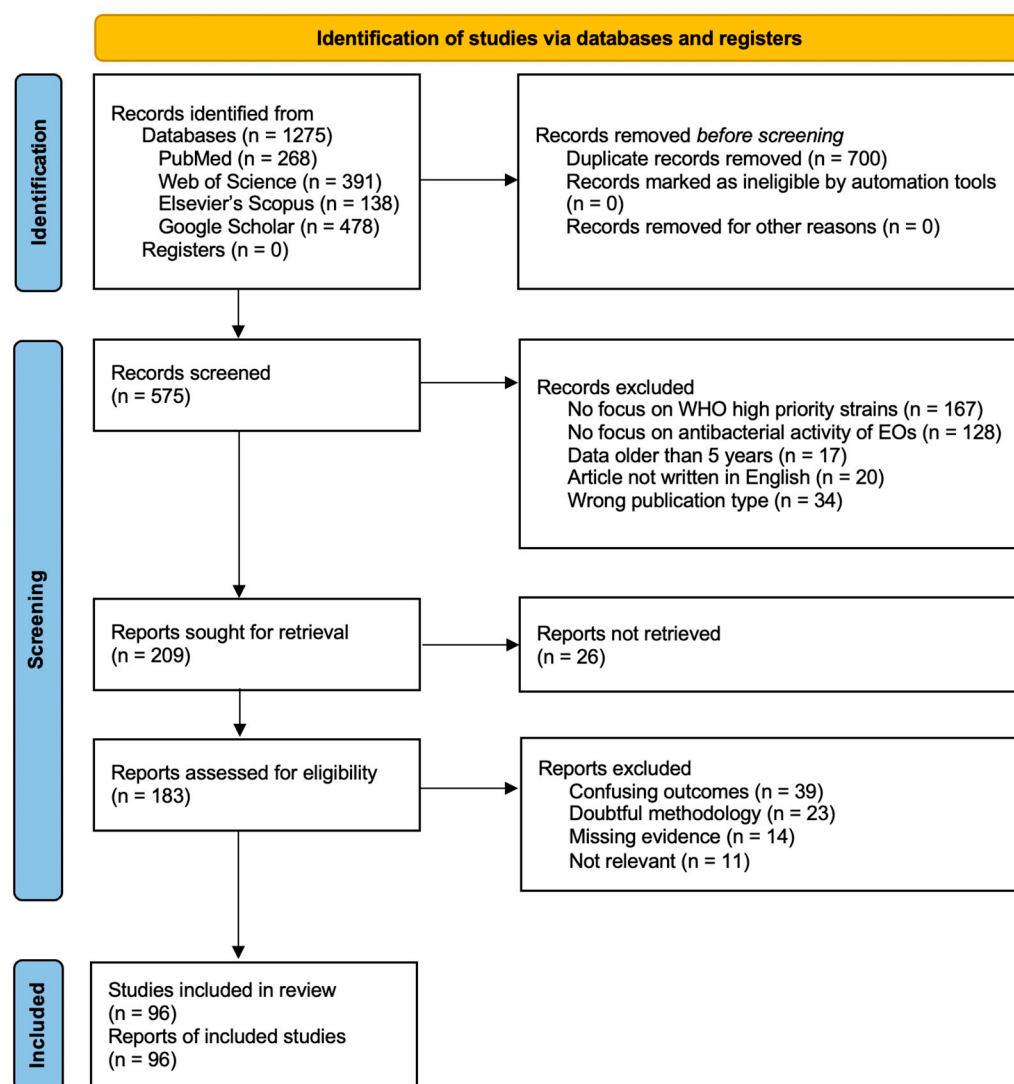 Identification of studies via databases and registers
Identification
Records identified from
Databases (n = 1275)
PubMed (n = 268)
Web of Science (n = 391)
Elsevier's Scopus (n = 138)
Google Scholar (n = 478)
Registers (n = 0)
Records removed before screening
Duplicate records removed (n = 700)
Records marked as ineligible by automation tools
(n = 0)
Records removed for other reasons (n = 0)
Screening
Records screened
(n = 575)
Records excluded
No focus on WHO high priority strains (n = 167)
No focus on antibacterial activity of EOs (n = 128)
Data older than 5 years (n = 17)
Article not written in English (n = 20)
Wrong publication type (n = 34)
Reports sought for retrieval
(n = 209)
Reports not retrieved
(n = 26)
Reports assessed for eligibility
(n = 183)
Reports excluded
Confusing outcomes (n = 39)
Doubtful methodology (n = 23)
Missing evidence (n = 14)
Not relevant (n = 11)
Included
Studies included in review
(n = 96)
Reports of included studies
(n = 96)